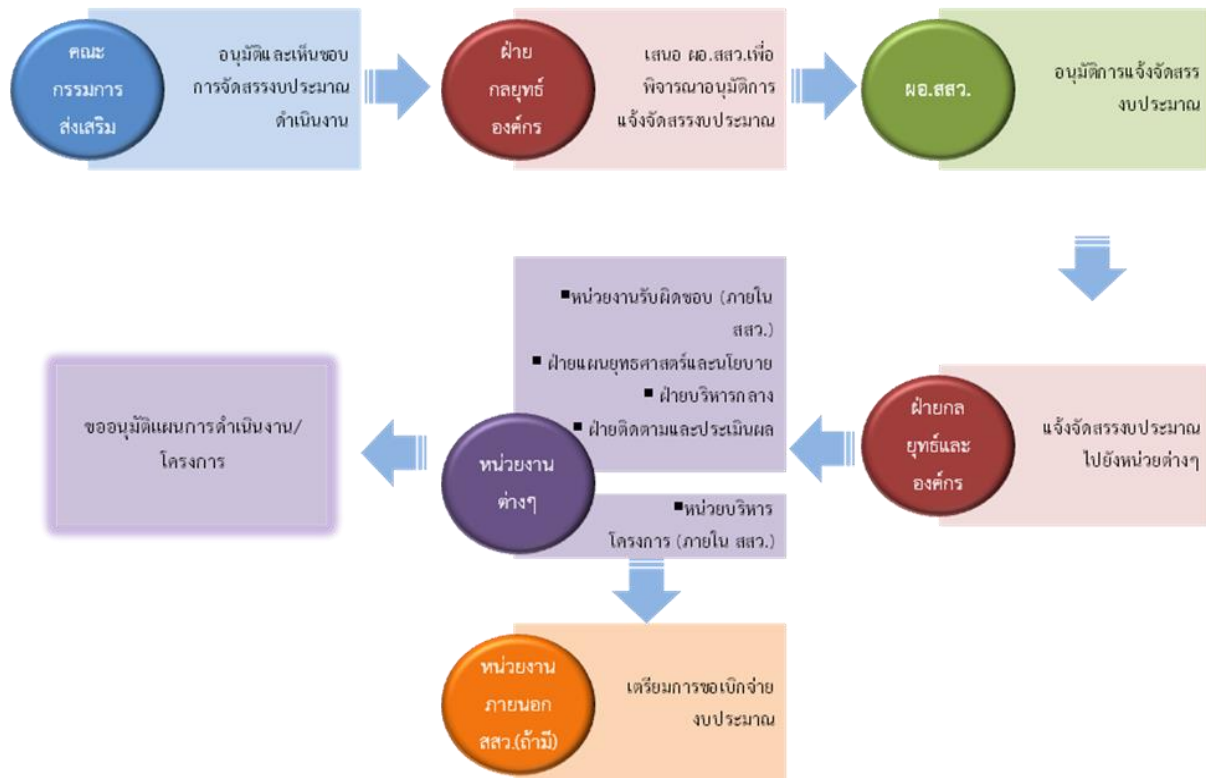 คณะ
กรรมการ
ส่งเสริม
อนุมัติและเห็นชอบ
การจัดสรรงบประมาณ
ดำเนินงาน
ฝ่าย
กลยุทธ์
องค์กร
เสนอ ผอ.สสว.เพื่อ
พิจารณาอนุมัติการ
แจ้งจัดสรรงบประมาณ
ผอ.สสว.
อนุมัติการแจ้งจัดสรร
งบประมาณ
ฝ่ายกล
ยุทธ์และ
องค์กร
แจ้งจัดสรรงบประมาณ
ไปยังหน่วยต่างๆ
▪หน่วยงานรับผิดชอบ (ภายใน
สสว.)
▪ ฝ่ายแผนยุทธศาสตร์และนโยบาย
▪ ฝ่ายบริหารกลาง
▪ ฝ่ายติดตามและประเมินผล
หน่วยงาน
ต่างๆ
▪หน่วยบริหาร
โครงการ (ภายใน สสว.)
ขออนุมัติแผนการดำเนินงาน/
โครงการ
หน่วยงาน
ภายนอก
สสว.(ถ้ามี)
เตรียมการขอเบิกจ่าย
งบประมาณ